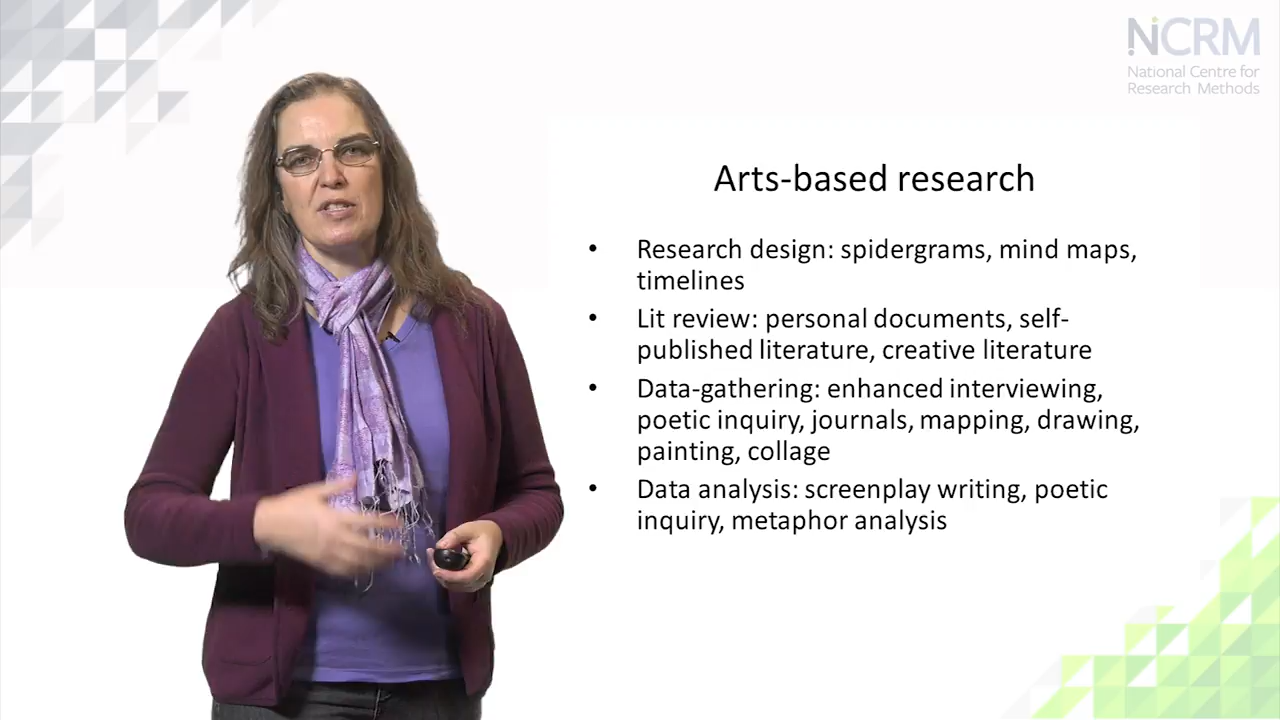 NCRM
National Centre for
Research Methods
Arts-based research
• Research design: spidergrams, mind maps,
timelines
• Lit review: personal documents, self-
published literature, creative literature
• Data-gathering: enhanced interviewing,
poetic inquiry, journals, mapping, drawing,
painting, collage
• Data analysis: screenplay writing, poetic
inquiry, metaphor analysis